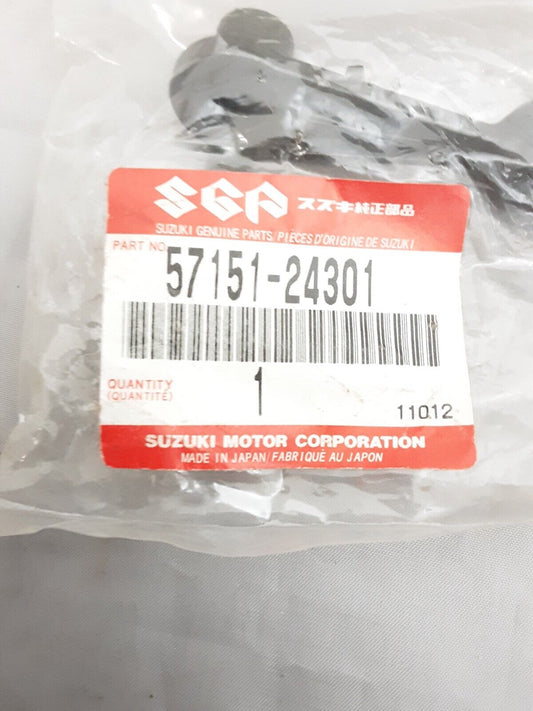 SGP スズキ純正部品
SUZUKI GENUINE PARTS/PIÈCES D'ORIGINE DE SUZUKI
PART NO.
57151-24301
QUANTITY
(QUANTITÉ)
1
11012
SUZUKI MOTOR CORPORATION
MADE IN JAPAN/FABRIQUÉ AU JAPON